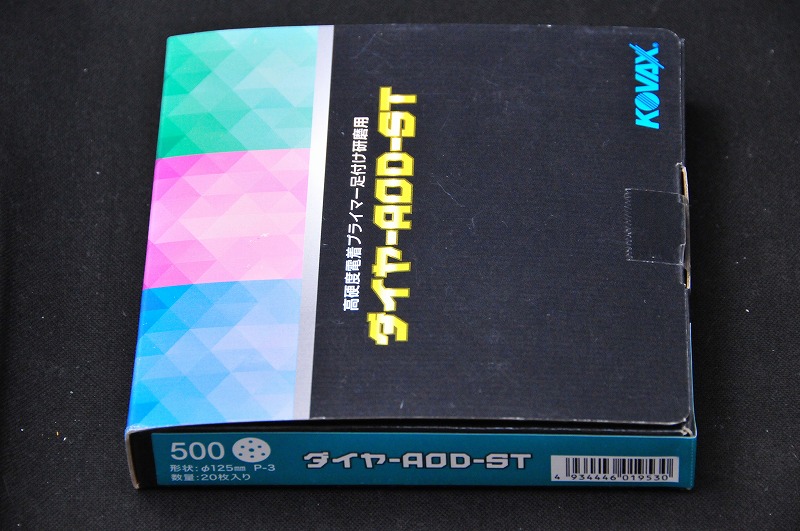 KOVAX®
高硬度電着プライマー足付け研磨用
ダイヤ-AOD-ST
500
形状：φ125mm P-3
数量：20枚入り
ダイヤ-AOD-ST
4 934446 019530